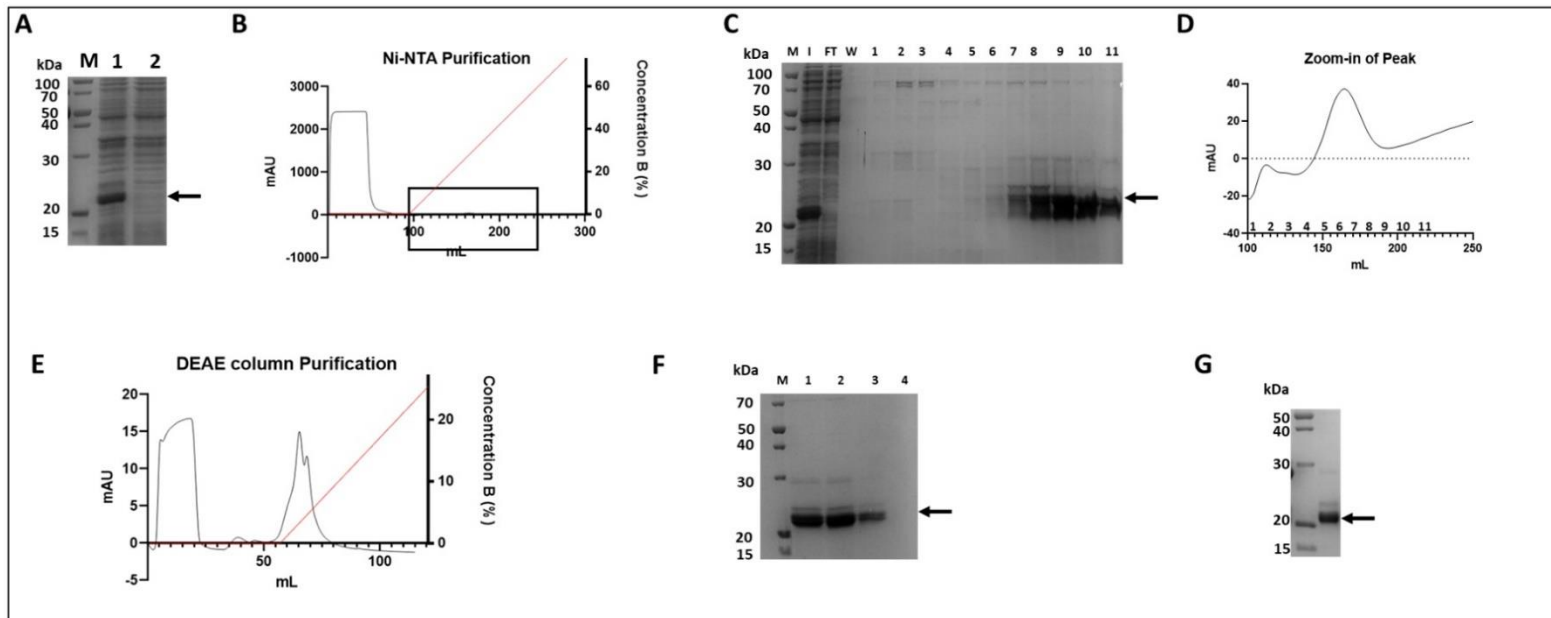 A
M 1 2
kDa
100
70
50
40
30
20
15
B
Ni-NTA Purification
3000
2000
1000
0
-1000
100
200
300
mL
mAU
60
40
20
0
Concentration B (%)
C
kDa
M I FT W 1 2 3 4 5 6 7 8 9 10 11
100
70
50
40
30
20
15
D
Zoom-in of Peak
40
20
0
-20
-40
mAU
1 2 3 4 5 6 7 8 9 10 11
100 150 200 250
mL
E
DEAE column Purification
20
15
10
5
0
-5
mAU
50
100
mL
20
10
0
Concentration B (%)
F
kDa
M 1 2 3 4
70
50
40
30
20
15
G
kDa
50
40
30
20
15